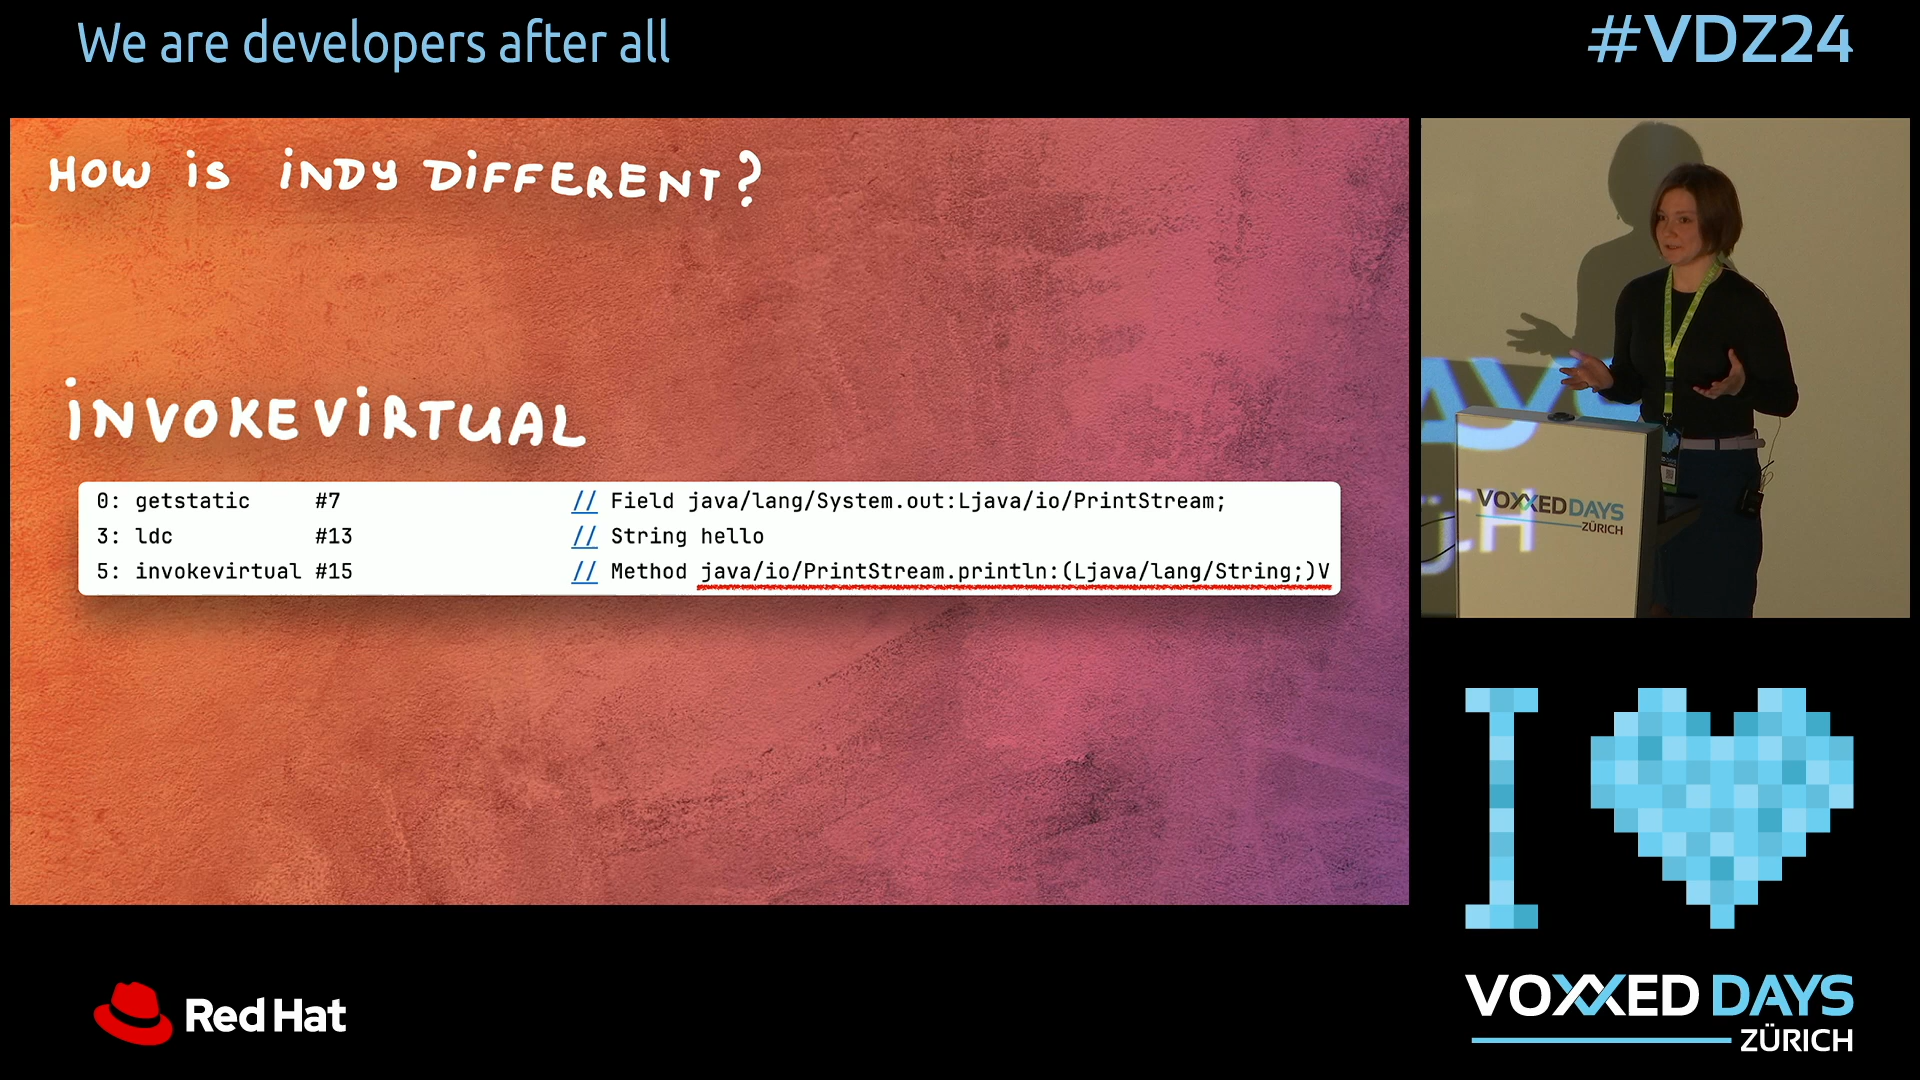 We are developers after all
#VDZ24
HOW is iNDY DiFFERENT?
iNVOKEViRTUAL
0: getstatic #7 // Field java/lang/System.out:Ljava/io/PrintStream;
3: ldc #13 // String hello
5: invokevirtual #15 // Method java/io/PrintStream.println:(Ljava/lang/String;)V
VOXXED DAYS
ZÜRICH
I
Red Hat
VOXXED DAYS
ZÜRICH